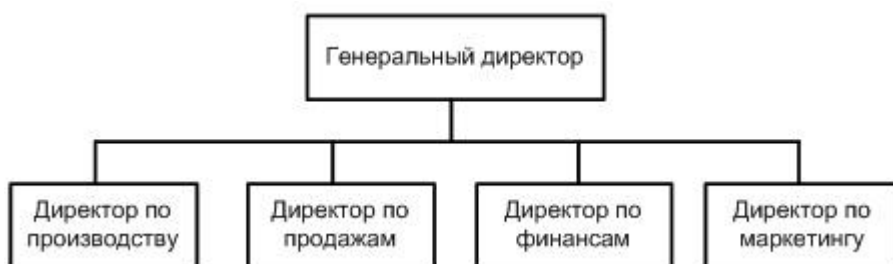 Генеральный директор
Директор по
производству
Директор по
продажам
Директор по
финансам
Директор по
маркетингу